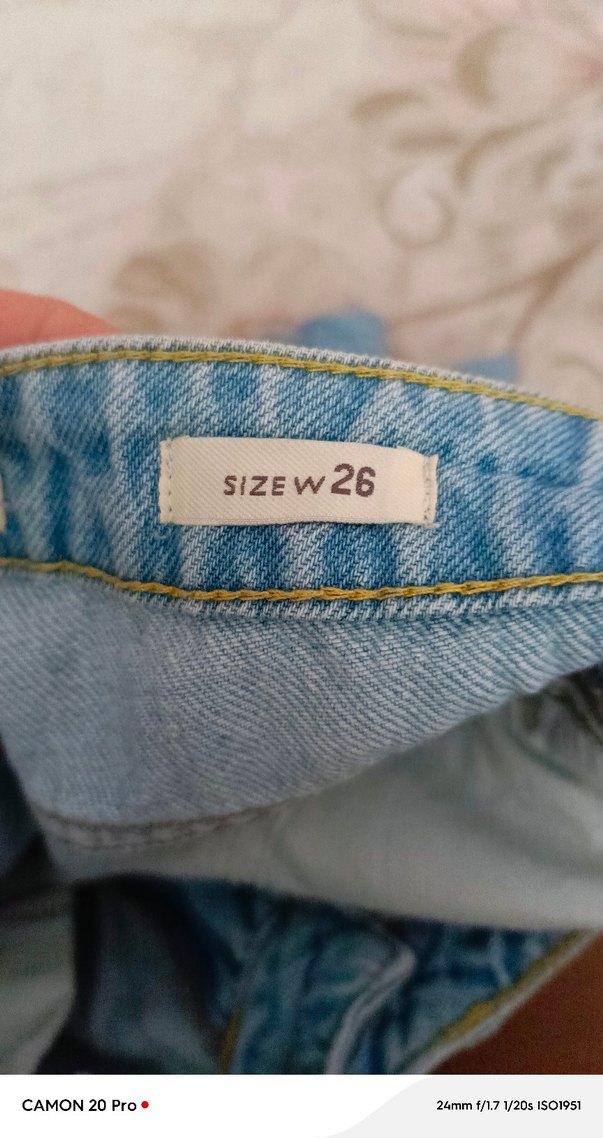 SIZE W 26
CAMON 20 Pro
24mm f/1.7 1/20s ISO1951